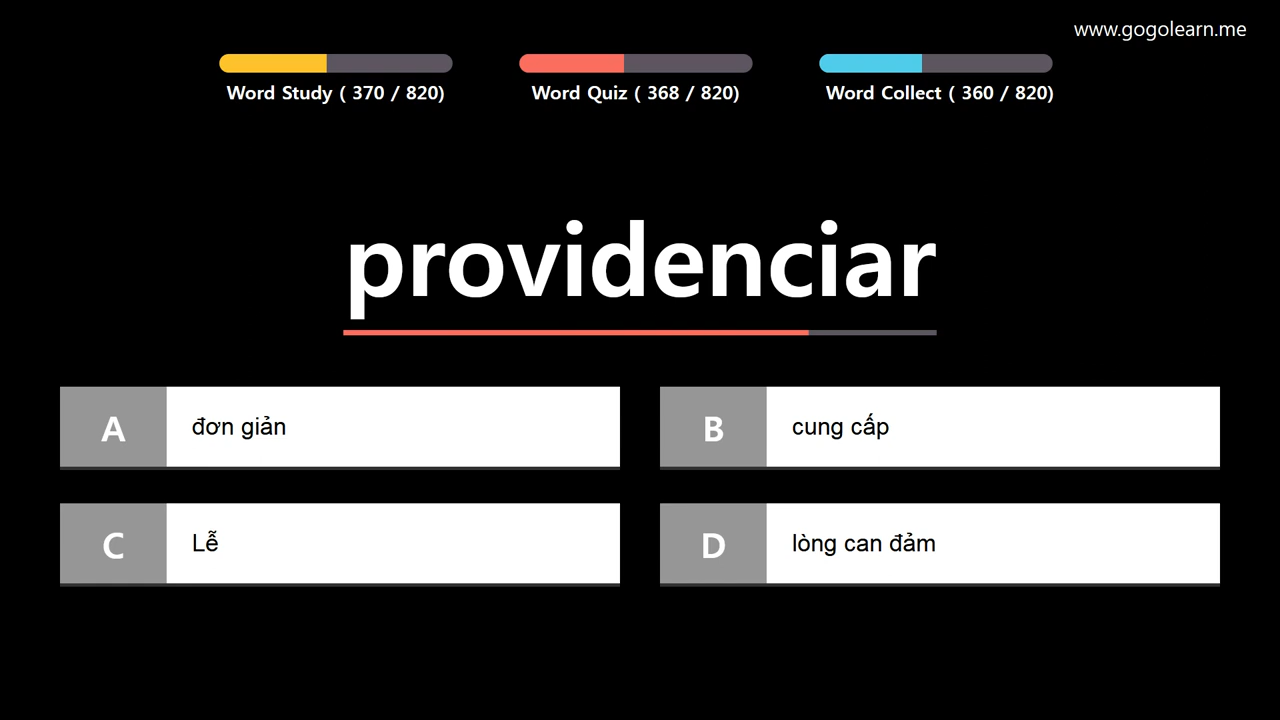 www.gogolearn.me
Word Study ( 370 / 820)
Word Quiz ( 368 / 820)
Word Collect ( 360 / 820)
providenciar
A đơn giản
B cung cấp
C Lễ
D lòng can đảm